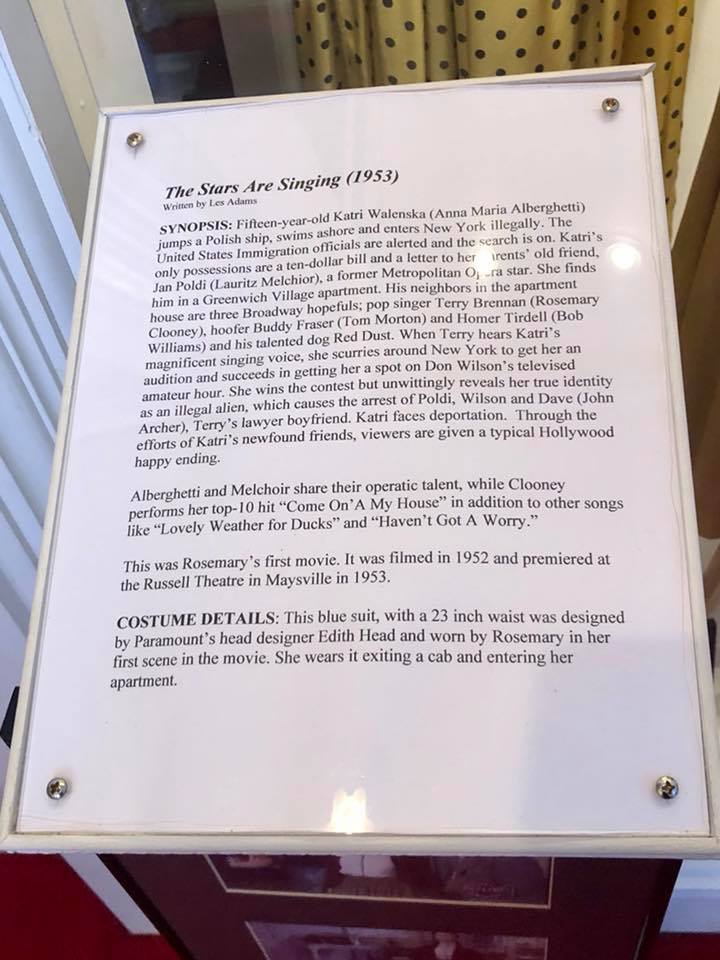 The Stars Are Singing (1953)
Written by Les Adams
SYNOPSIS: Fifteen-year-old Katri Walenska (Anna Maria Alberghetti)
jumps a Polish ship, swims ashore and enters New York illegally. The
United States Immigration officials are alerted and the search is on. Katri's
only possessions are a ten-dollar bill and a letter to her parents' old friend,
Jan Poldi (Lauritz Melchior), a former Metropolitan Opera star. She finds
him in a Greenwich Village apartment. His neighbors in the apartment
house are three Broadway hopefuls; pop singer Terry Brennan (Rosemary
Clooney), hoofer Buddy Fraser (Tom Morton) and Homer Tirdell (Bob
Williams) and his talented dog Red Dust. When Terry hears Katri's
magnificent singing voice, she scurries around New York to get her an
audition and succeeds in getting her a spot on Don Wilson's televised
amateur hour. She wins the contest but unwittingly reveals her true identity
as an illegal alien, which causes the arrest of Poldi, Wilson and Dave (John
Archer), Terry's lawyer boyfriend. Katri faces deportation. Through the
efforts of Katri's newfound friends, viewers are given a typical Hollywood
happy ending.
Alberghetti and Melchoir share their operatic talent, while Clooney
performs her top-10 hit "Come On'A My House" in addition to other songs
like "Lovely Weather for Ducks" and "Haven't Got A Worry."
This was Rosemary's first movie. It was filmed in 1952 and premiered at
the Russell Theatre in Maysville in 1953.
COSTUME DETAILS: This blue suit, with a 23 inch waist was designed
by Paramount's head designer Edith Head and worn by Rosemary in her
first scene in the movie. She wears it exiting a cab and entering her
apartment.